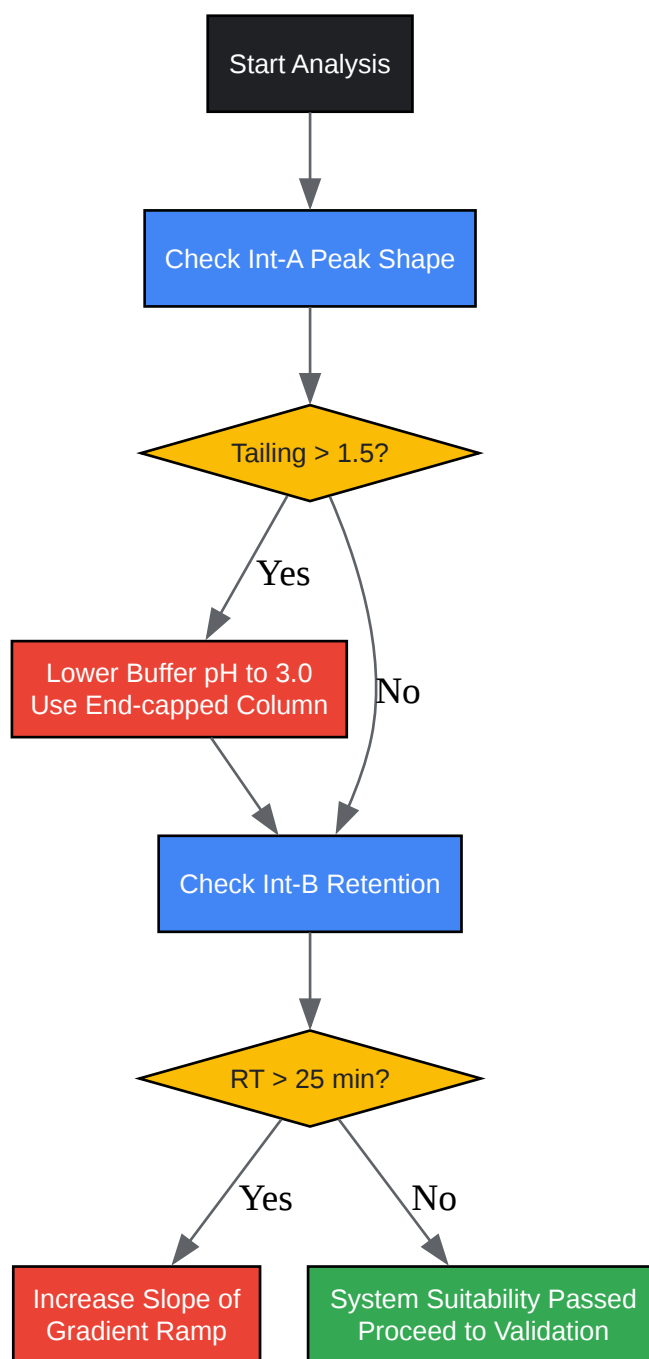 Start Analysis
Check Int-A Peak Shape
Tailing > 1.5?
Yes
Lower Buffer pH to 3.0
Use End-capped Column
No
Check Int-B Retention
RT > 25 min?
Yes
No
Increase Slope of
Gradient Ramp
System Suitability Passed
Proceed to Validation